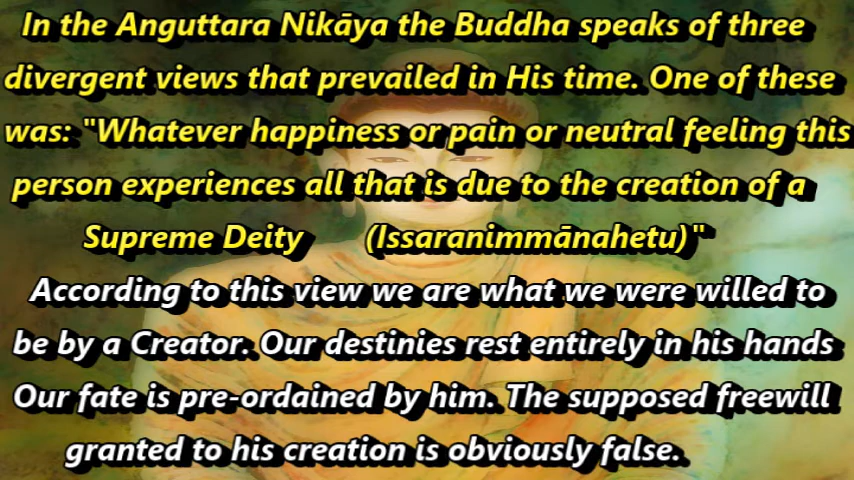 In the Anguttara Nikāya the Buddha speaks of three
divergent views that prevailed in His time. One of these
was: "Whatever happiness or pain or neutral feeling this
person experiences all that is due to the creation of a
Supreme Deity (Issaranimmānahetu)"
According to this view we are what we were willed to
be by a Creator. Our destinies rest entirely in his hands
Our fate is pre-ordained by him. The supposed freewill
granted to his creation is obviously false.